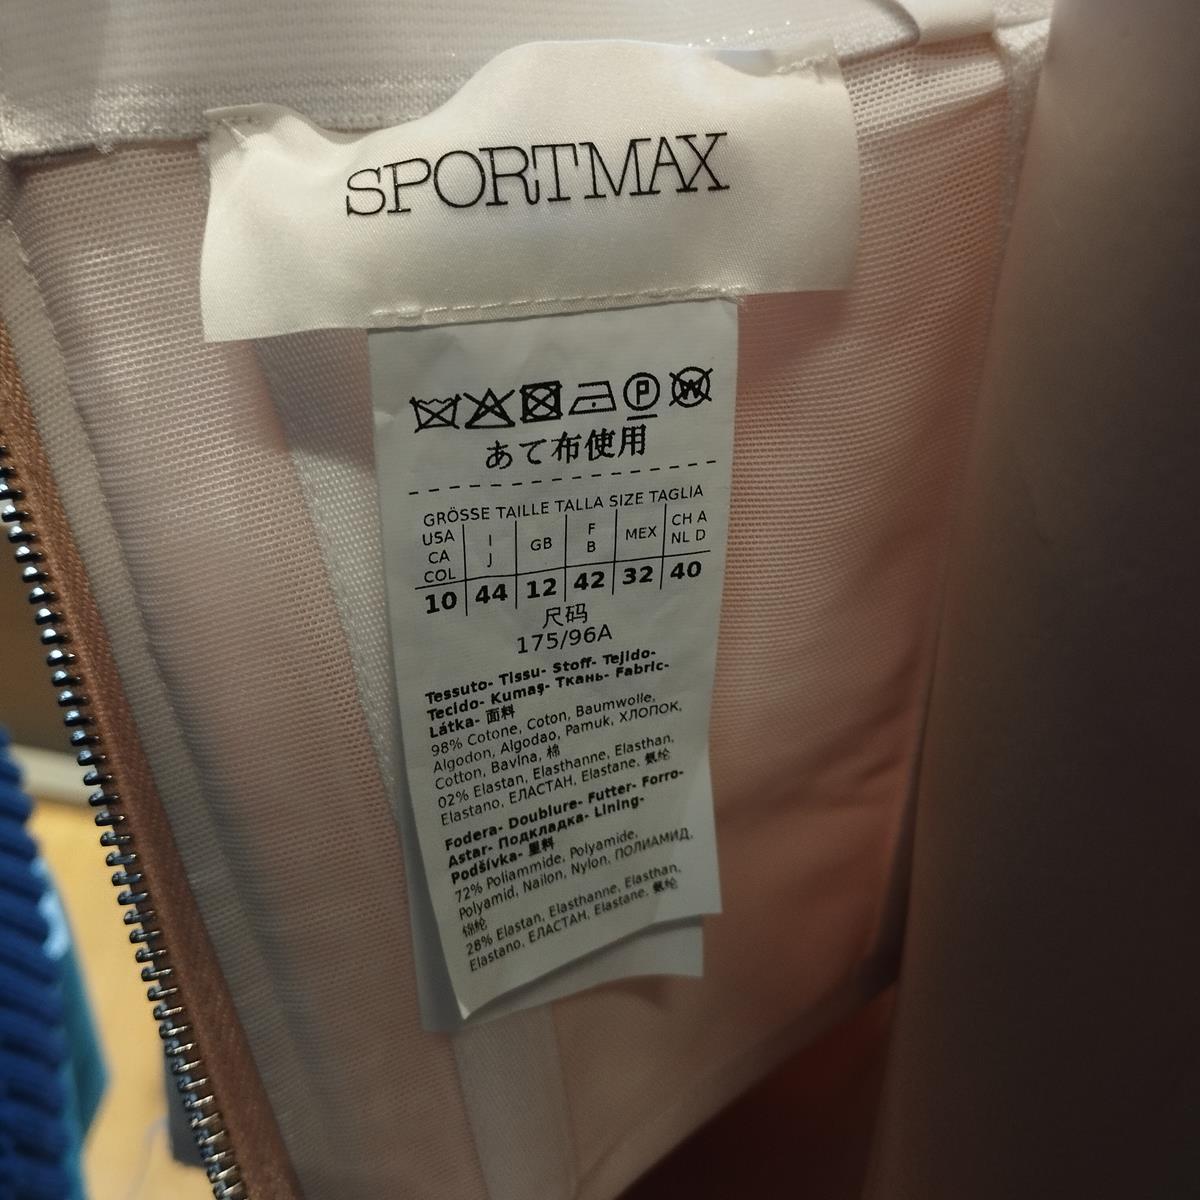 SPORTMAX
P W
あて布使用
GRÖSSE TAILLE TALLA SIZE TAGLIA
USA CA COL | I J | GB | F B | MEX | CH A NL D
10 | 44 | 12 | 42 | 32 | 40
尺码
175/96A
Tessuto- Tissu- Stoff- Tejido-
Tecido- Kumaş- Ткань- Fabric-
Látka- 面料
98% Cotone, Coton, Baumwolle,
Algodon, Algodao, Pamuk, ХЛОПОК,
Cotton, Bavlna, 棉
02% Elastan, Elasthanne, Elasthan,
Elastano, ЕЛАСТАН, Elastane, 氨纶
Fodera- Doublure- Futter- Forro-
Astar- Подкладка- Lining-
Podšívka- 里料
72% Poliammide, Polyamide,
Polyamid, Nailon, Nylon, ПОЛИАМИД,
锦纶
28% Elastan, Elasthanne, Elasthan,
Elastano, ЕЛАСТАН, Elastane, 氨纶